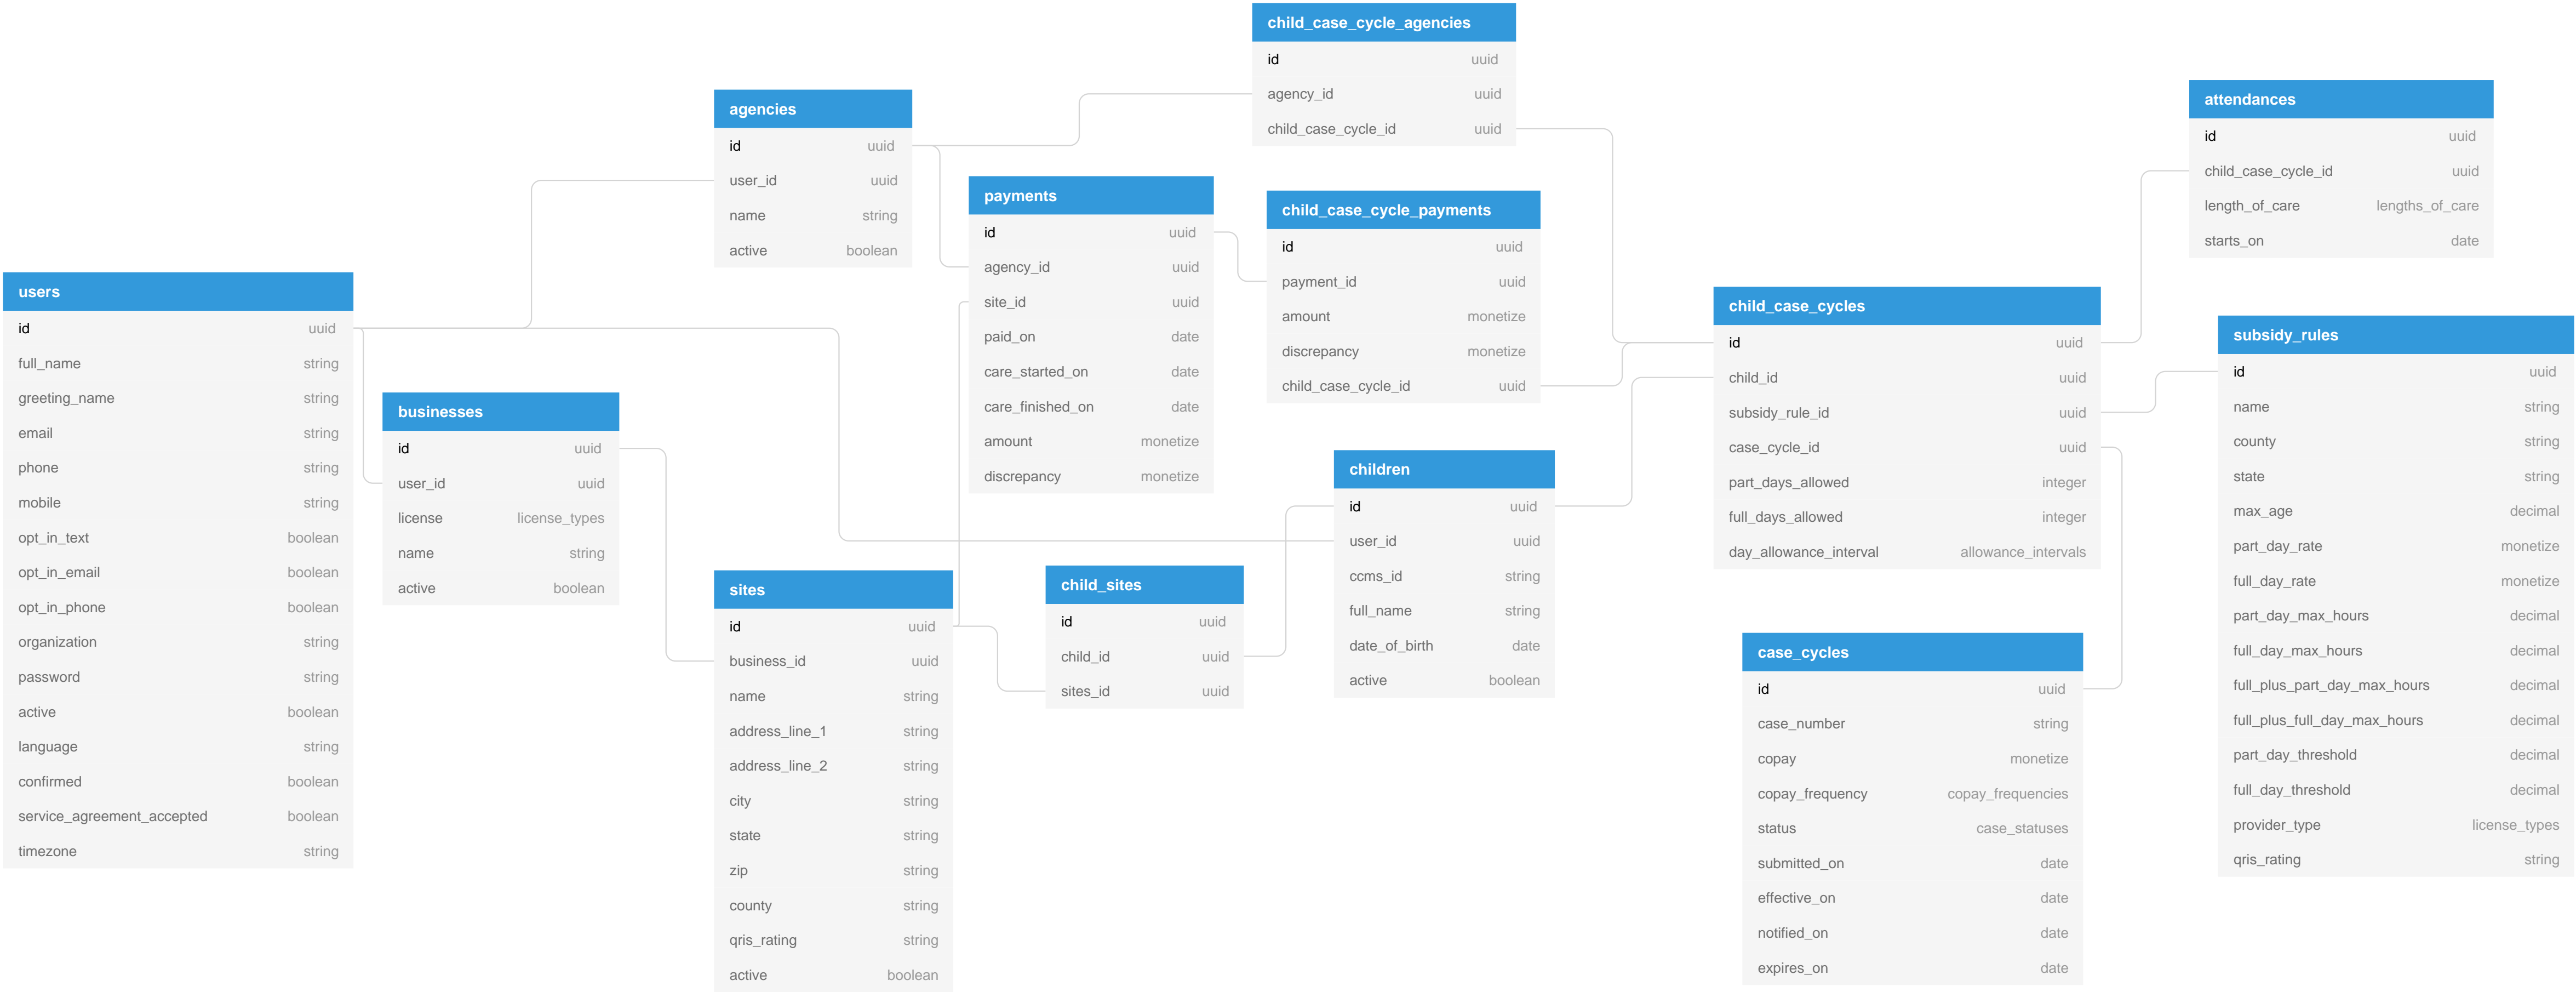 users
id uuid
full_name string
greeting_name string
email string
phone string
mobile string
opt_in_text boolean
opt_in_email boolean
opt_in_phone boolean
organization string
password string
active boolean
language string
confirmed boolean
service_agreement_accepted boolean
timezone string
businesses
id uuid
user_id uuid
license license_types
name string
active boolean
agencies
id uuid
user_id uuid
name string
active boolean
sites
id uuid
business_id uuid
name string
address_line_1 string
address_line_2 string
city string
state string
zip string
county string
qris_rating string
active boolean
payments
id uuid
agency_id uuid
site_id uuid
paid_on date
care_started_on date
care_finished_on date
amount monetize
discrepancy monetize
child_sites
id uuid
child_id uuid
sites_id uuid
child_case_cycle_agencies
id uuid
agency_id uuid
child_case_cycle_id uuid
child_case_cycle_payments
id uuid
payment_id uuid
amount monetize
discrepancy monetize
child_case_cycle_id uuid
children
id uuid
user_id uuid
ccms_id string
full_name string
date_of_birth date
active boolean
child_case_cycles
id uuid
child_id uuid
subsidy_rule_id uuid
case_cycle_id uuid
part_days_allowed integer
full_days_allowed integer
day_allowance_interval allowance_intervals
case_cycles
id uuid
case_number string
copay monetize
copay_frequency copay_frequencies
status case_statuses
submitted_on date
effective_on date
notified_on date
expires_on date
attendances
id uuid
child_case_cycle_id uuid
length_of_care lengths_of_care
starts_on date
subsidy_rules
id uuid
name string
county string
state string
max_age decimal
part_day_rate monetize
full_day_rate monetize
part_day_max_hours decimal
full_day_max_hours decimal
full_plus_part_day_max_hours decimal
full_plus_full_day_max_hours decimal
part_day_threshold decimal
full_day_threshold decimal
provider_type license_types
qris_rating string